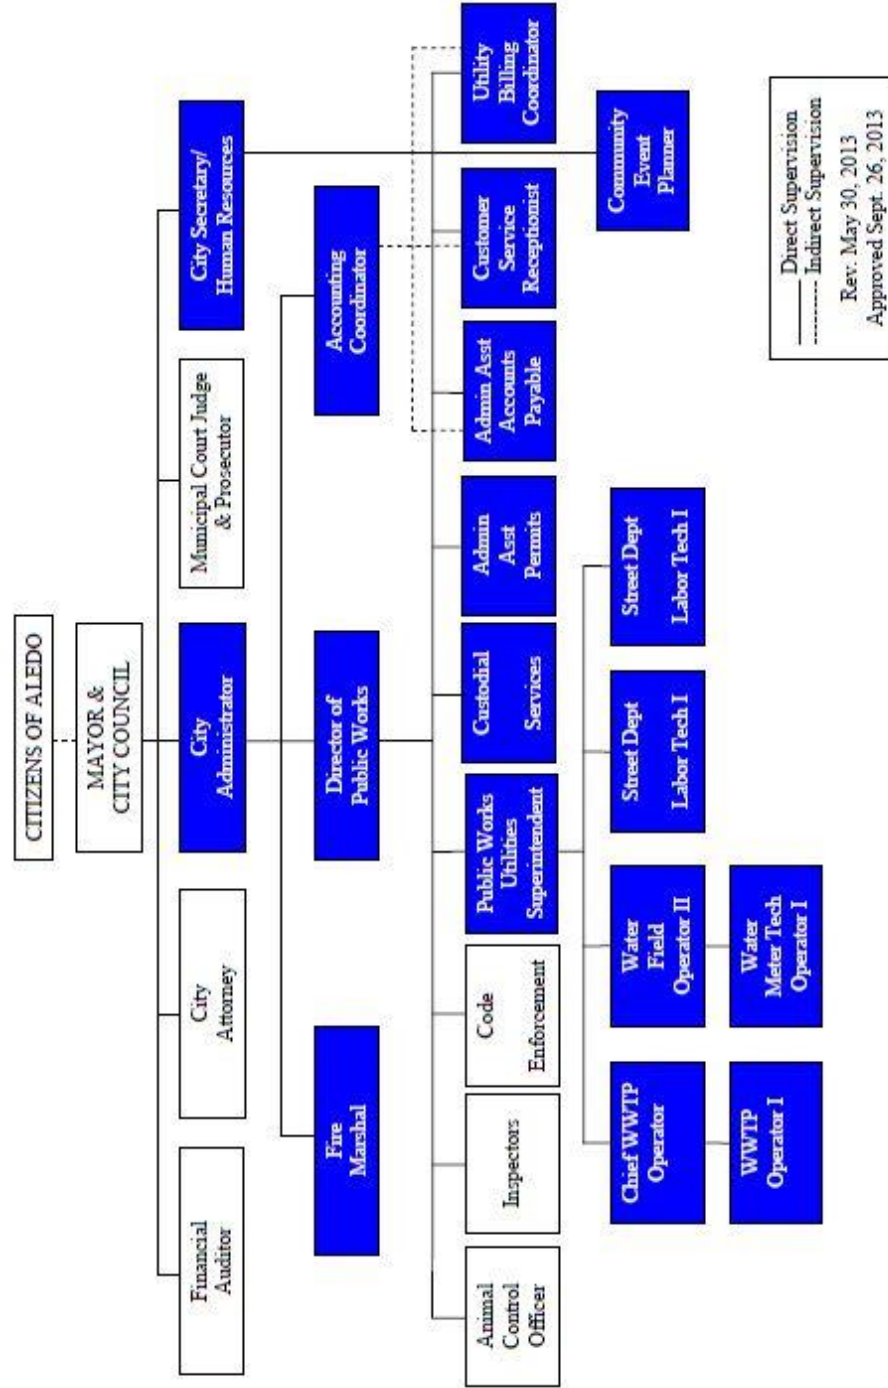 CITIZENS OF ALEDO
MAYOR &
CITY COUNCIL
Financial
Auditor
City
Attorney
City
Administrator
Municipal Court Judge
& Prosecutor
City Secretary/
Human Resources
Fire
Marshal
Director of
Public Works
Accounting
Coordinator
Animal
Control
Officer
Inspectors
Code
Enforcement
Public Works
Utilities
Superintendent
Custodial
Services
Admin
Asst
Permits
Admin Asst
Accounts
Payable
Customer
Service
Receptionist
Utility
Billing
Coordinator
Chief WWTP
Operator
Water
Field
Operator II
Street Dept
Labor Tech I
Street Dept
Labor Tech I
Community
Event
Planner
WWTP
Operator I
Water
Meter Tech
Operator I
Direct Supervision
Indirect Supervision
Rev. May 30, 2013
Approved Sept. 26, 2013